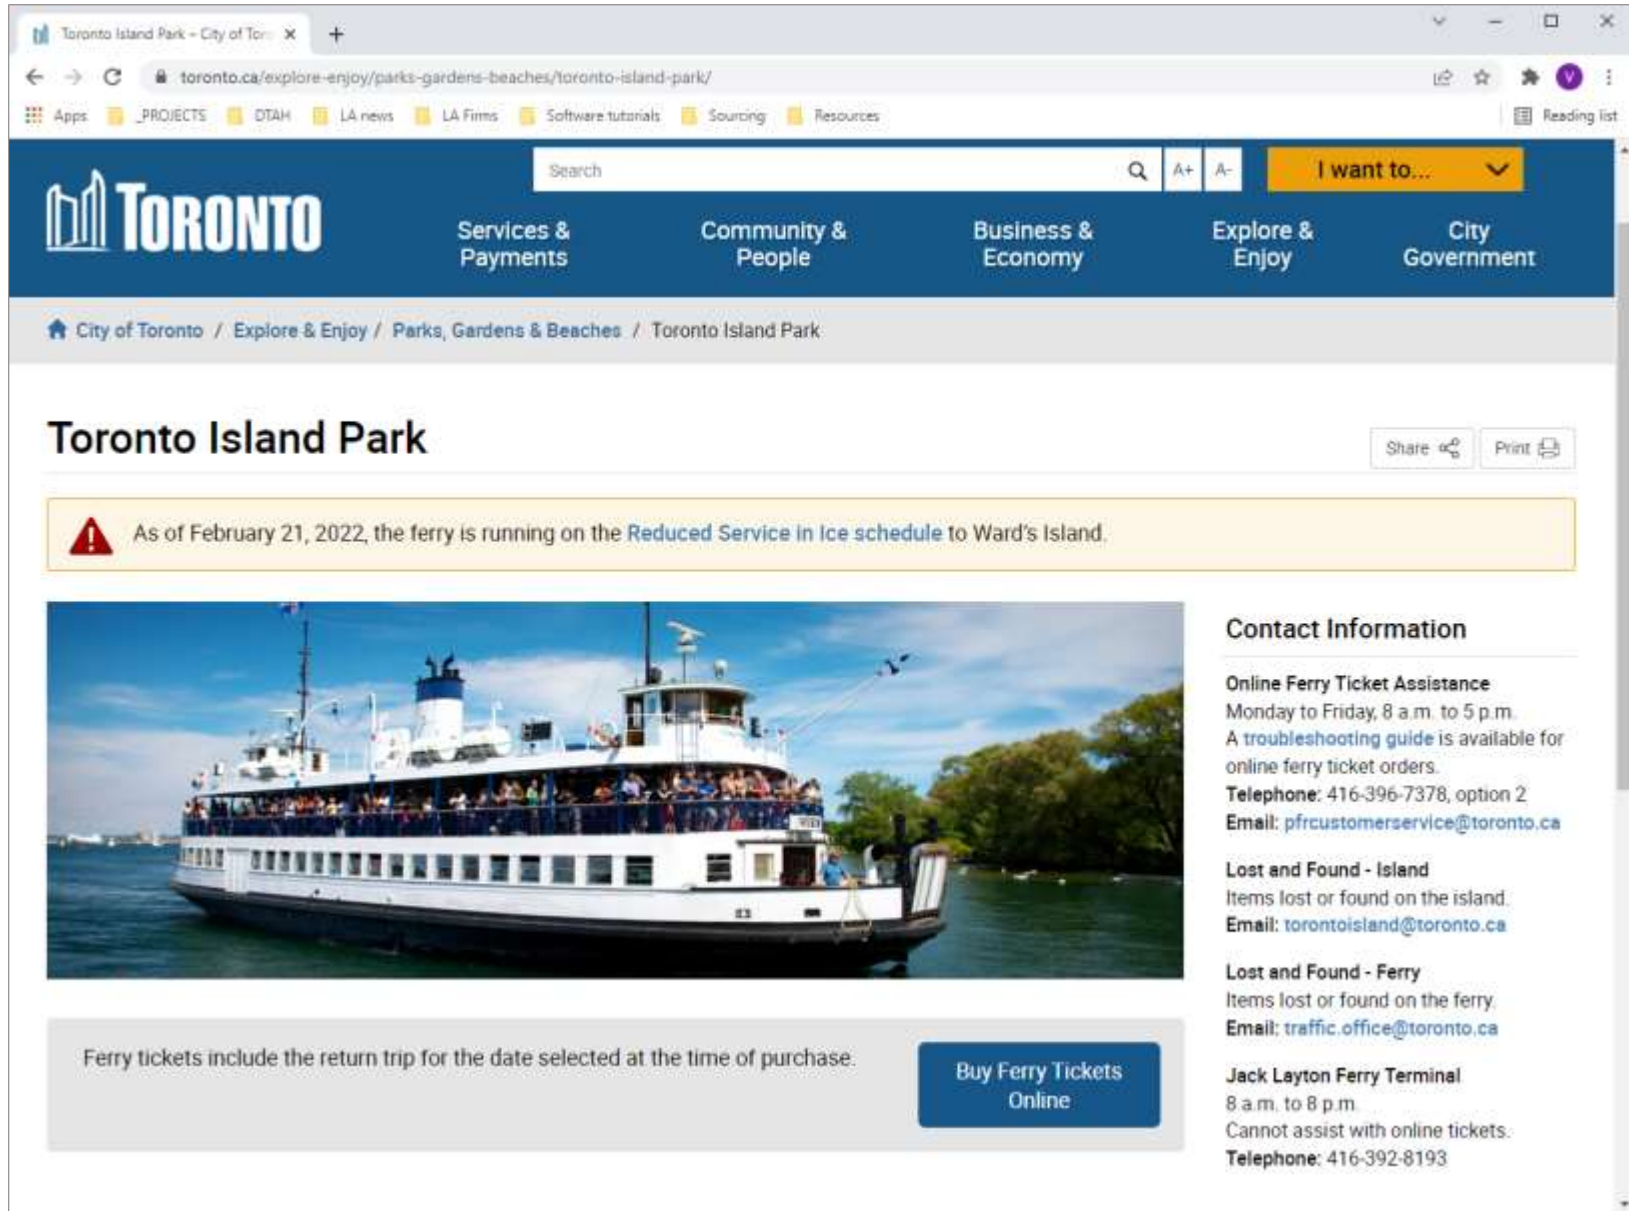 Toronto Island Park – City of Tor
toronto.ca/explore-enjoy/parks-gardens-beaches/toronto-island-park/
V
Apps
_PROJECTS
DTAH
LA news
LA Firms
Software tutorials
Sourcing
Resources
Reading list
TORONTO
Search
A+
A-
I want to...
Services &
Payments
Community &
People
Business &
Economy
Explore &
Enjoy
City
Government
City of Toronto / Explore & Enjoy / Parks, Gardens & Beaches / Toronto Island Park
Toronto Island Park
Share
Print
As of February 21, 2022, the ferry is running on the Reduced Service in Ice schedule to Ward's Island.
Contact Information
Online Ferry Ticket Assistance
Monday to Friday, 8 a.m. to 5 p.m.
A troubleshooting guide is available for
online ferry ticket orders.
Telephone: 416-396-7378, option 2
Email: pfrcustomerservice@toronto.ca
Lost and Found - Island
Items lost or found on the island.
Email: torontoisland@toronto.ca
Lost and Found - Ferry
Items lost or found on the ferry.
Email: traffic.office@toronto.ca
Jack Layton Ferry Terminal
8 a.m. to 8 p.m.
Cannot assist with online tickets.
Telephone: 416-392-8193
Ferry tickets include the return trip for the date selected at the time of purchase.
Buy Ferry Tickets
Online